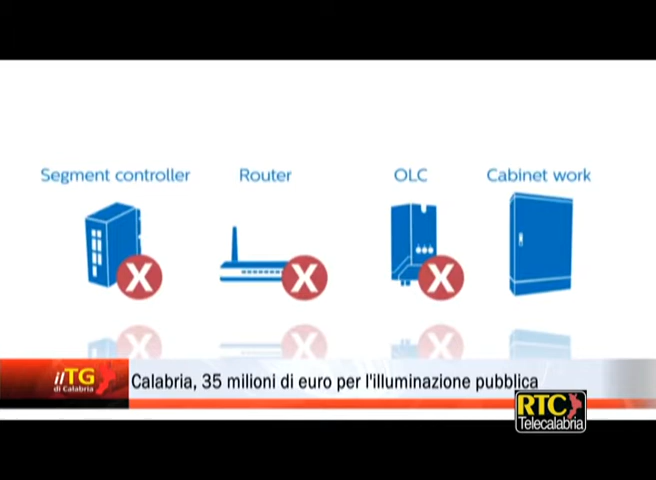 Segment controller
Router
OLC
Cabinet work
X
X
X
X
X
X
ilTG
di Calabria
Calabria, 35 milioni di euro per l'illuminazione pubblica
RTC
Telecalabria